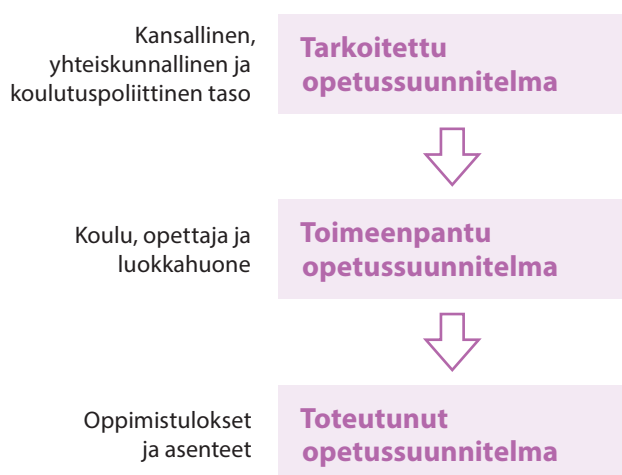 Kansallinen,
yhteiskunnallinen ja
koulutuspoliittinen taso
Tarkoitettu
opetussuunnitelma
Koulu, opettaja ja
luokkahuone
Toimeenpantu
opetussuunnitelma
Oppimistulokset
ja asenteet
Toteutunut
opetussuunnitelma